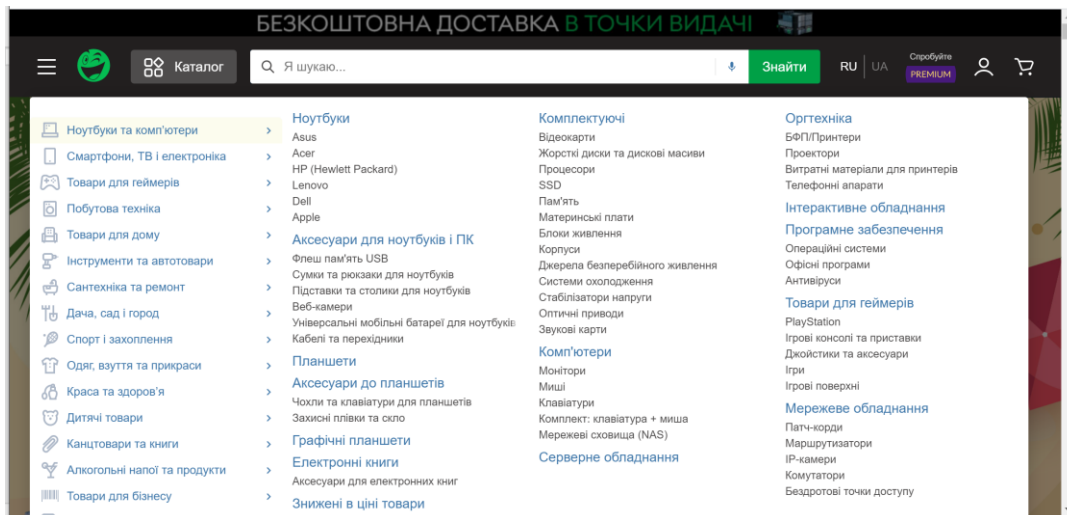 БЕЗКОШТОВНА ДОСТАВКА В ТОЧКИ ВИДАЧІ
Каталог
Я шукаю...
Знайти
RU | UA
Спробуйте
PREMIUM
Ноутбуки та комп'ютери
Смартфони, ТВ і електроніка
Товари для геймерів
Побутова техніка
Товари для дому
Інструменти та автотовари
Сантехніка та ремонт
Дача, сад і город
Спорт і захоплення
Одяг, взуття та прикраси
Краса та здоров'я
Дитячі товари
Канцтовари та книги
Алкогольні напої та продукти
Товари для бізнесу
Ноутбуки
Asus
Acer
HP (Hewlett Packard)
Lenovo
Dell
Apple
Аксесуари для ноутбуків і ПК
Флеш пам'ять USB
Сумки та рюкзаки для ноутбуків
Підставки та столики для ноутбуків
Веб-камери
Універсальні мобільні батареї для ноутбуків
Кабелі та перехідники
Планшети
Аксесуари до планшетів
Чохли та клавіатури для планшетів
Захисні плівки та скло
Графічні планшети
Електронні книги
Аксесуари для електронних книг
Знижені в ціні товари
Комплектуючі
Відеокарти
Жорсткі диски та дискові масиви
Процесори
SSD
Пам'ять
Материнські плати
Блоки живлення
Корпуси
Джерела безперебійного живлення
Системи охолодження
Стабілізатори напруги
Оптичні приводи
Звукові карти
Комп'ютери
Монітори
Миші
Клавіатури
Комплект: клавіатура + миша
Мережеві сховища (NAS)
Серверне обладнання
Оргтехніка
БФП/Принтери
Проектори
Витратні матеріали для принтерів
Телефонні апарати
Інтерактивне обладнання
Програмне забезпечення
Операційні системи
Офісні програми
Антивіруси
Товари для геймерів
PlayStation
Ігрові консолі та приставки
Джойстики та аксесуари
Ігри
Ігрові поверхні
Мережеве обладнання
Патч-корди
Маршрутизатори
IP-камери
Комутатори
Бездротові точки доступу